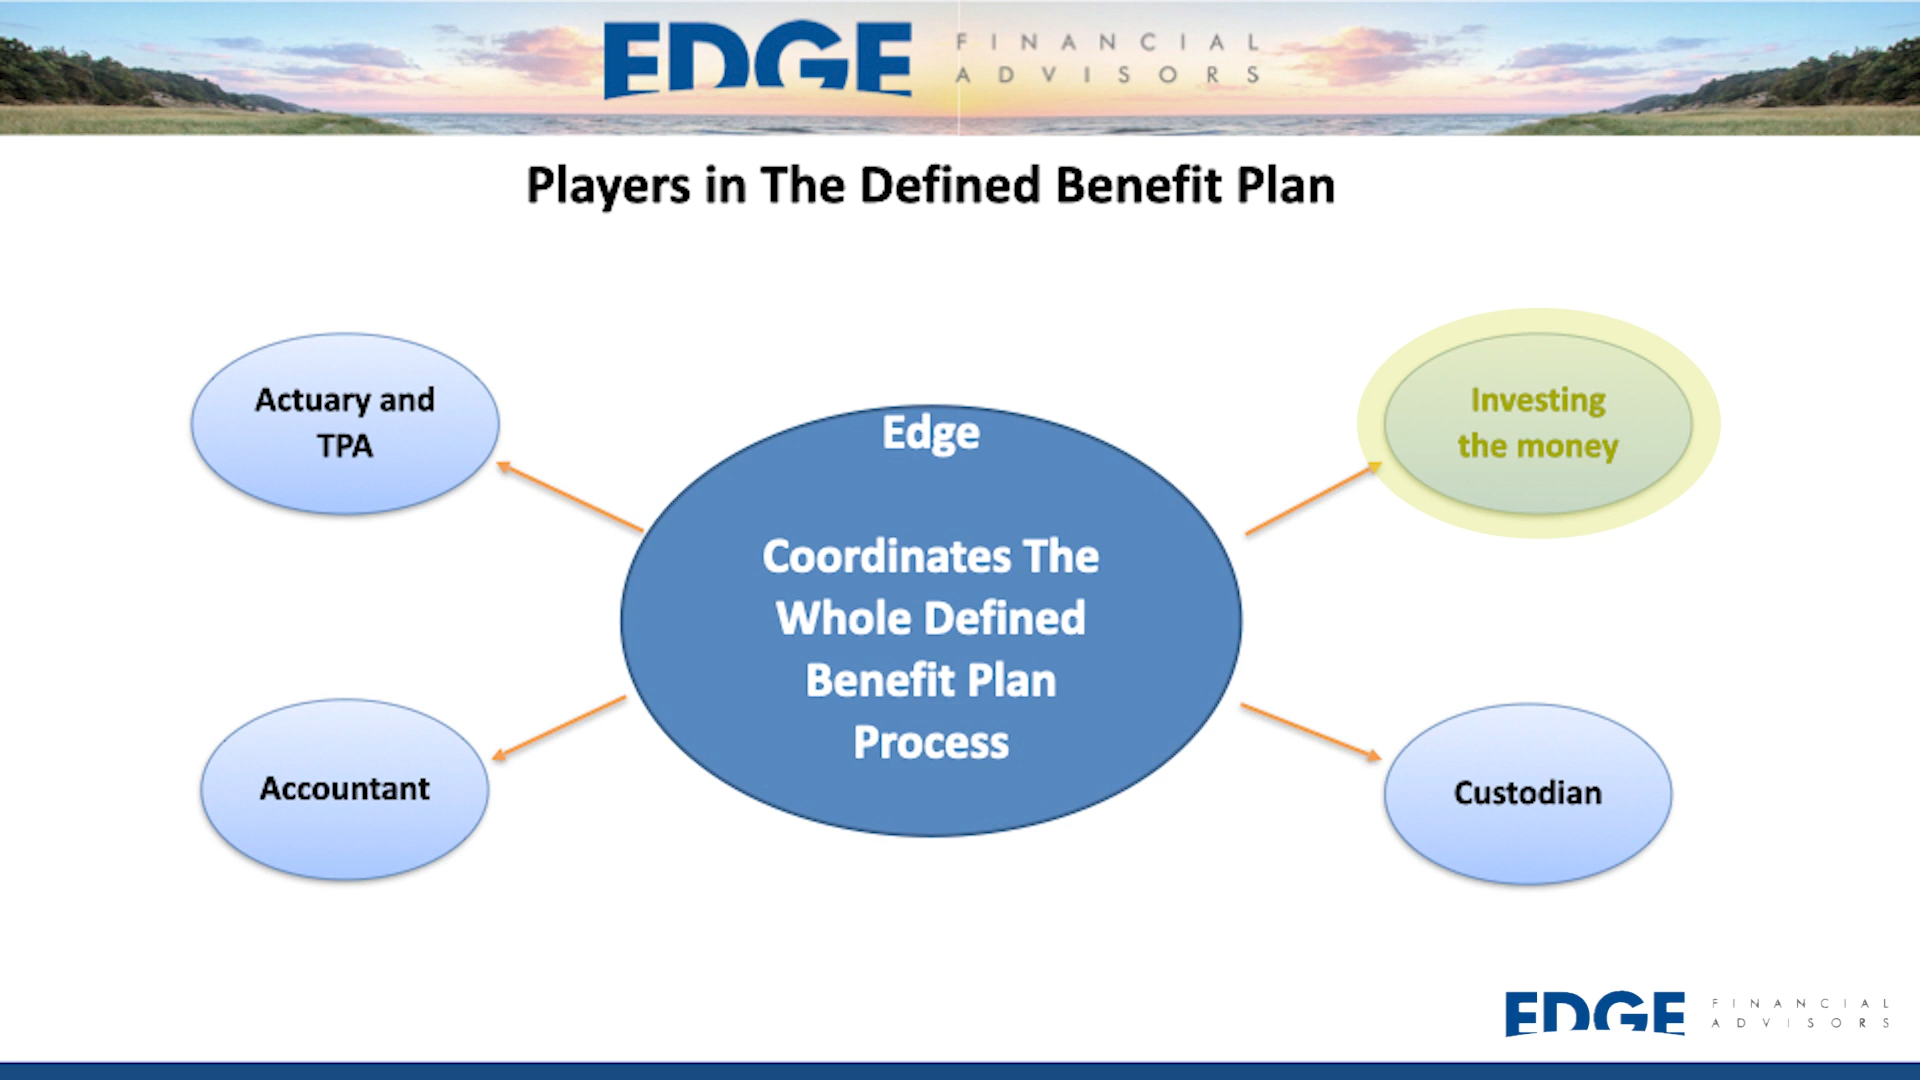 EDGE FINANCIAL
ADVISORS
Players in The Defined Benefit Plan
Actuary and
TPA
Investing
the money
Edge
Coordinates The
Whole Defined
Benefit Plan
Process
Accountant
Custodian
EDGE FINANCIAL
ADVISORS